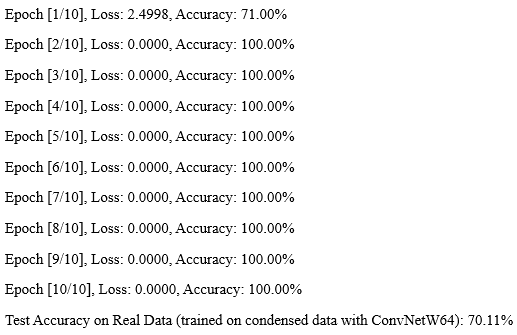 Epoch [1/10], Loss: 2.4998, Accuracy: 71.00%
Epoch [2/10], Loss: 0.0000, Accuracy: 100.00%
Epoch [3/10], Loss: 0.0000, Accuracy: 100.00%
Epoch [4/10], Loss: 0.0000, Accuracy: 100.00%
Epoch [5/10], Loss: 0.0000, Accuracy: 100.00%
Epoch [6/10], Loss: 0.0000, Accuracy: 100.00%
Epoch [7/10], Loss: 0.0000, Accuracy: 100.00%
Epoch [8/10], Loss: 0.0000, Accuracy: 100.00%
Epoch [9/10], Loss: 0.0000, Accuracy: 100.00%
Epoch [10/10], Loss: 0.0000, Accuracy: 100.00%
Test Accuracy on Real Data (trained on condensed data with ConvNetW64): 70.11%